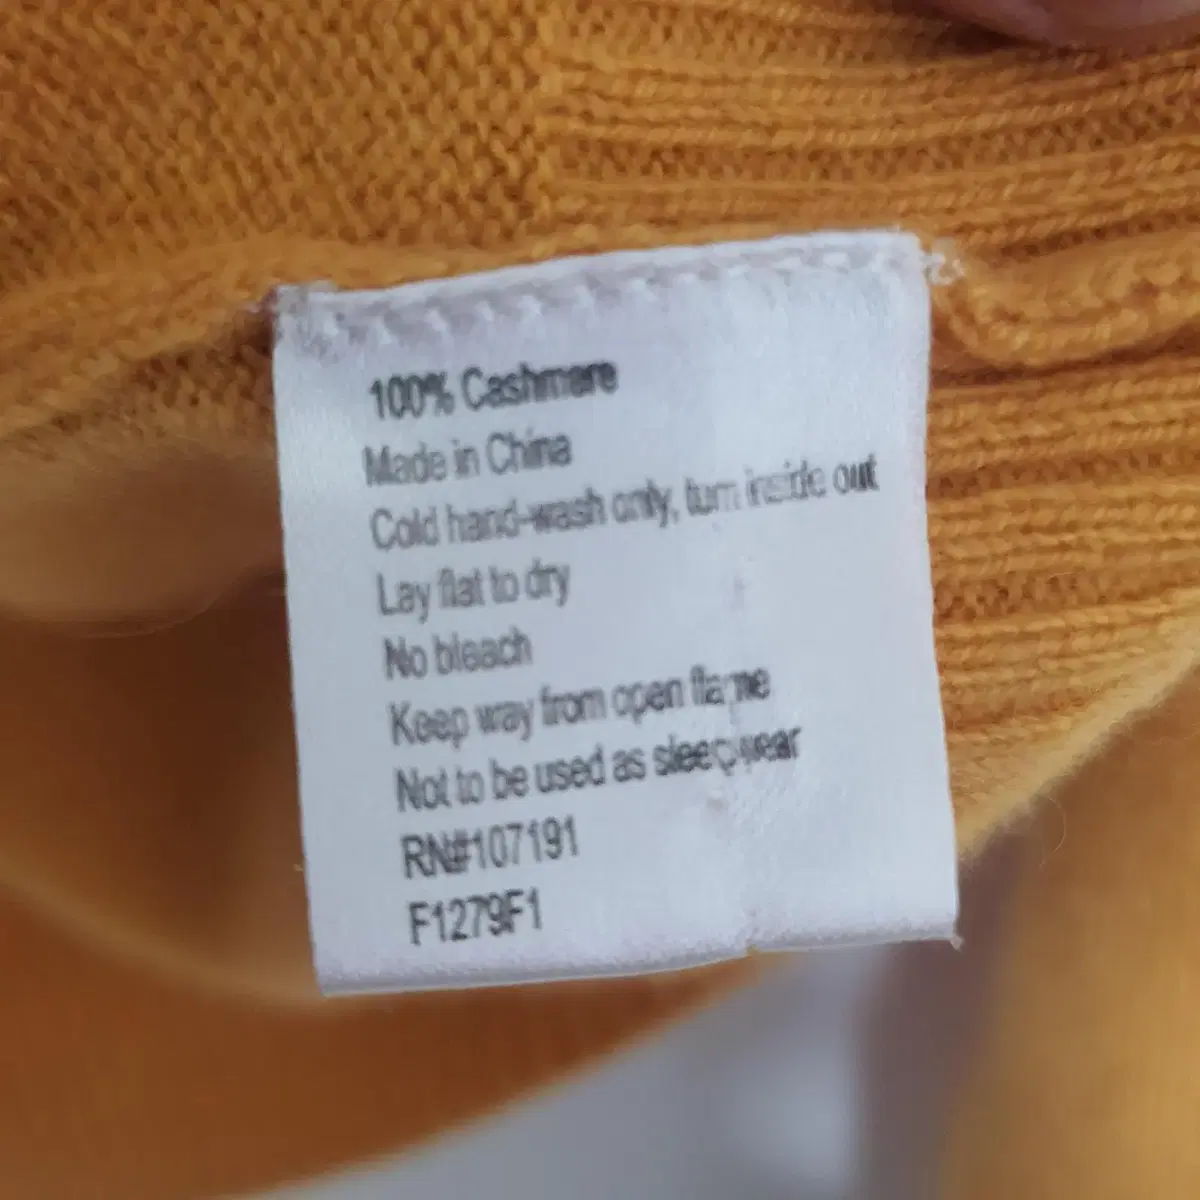 100% Cashmere
Made in China
Cold hand-wash only, turn inside out
Lay flat to dry
No bleach
Keep way from open flame
Not to be used as sleepwear
RN#107191
F1279F1